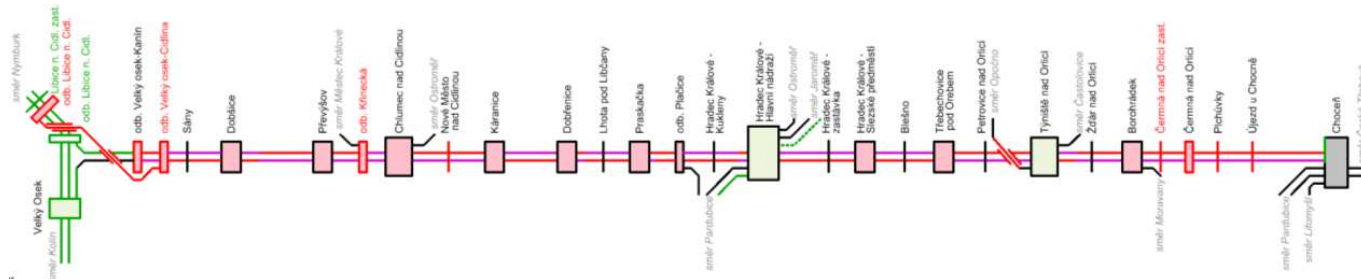 směr Nymburk
Libice n. Cidl. zast.
odb. Libice n. Cidl.
odb. Libice n. Cidl.
Velký Osek
směr Kolín
odb. Velký osek-Kanín
odb. Velký osek-Cidlina
Sány
Dobšice
Převýšov
směr Městec Králové
odb. Křinecká
Chlumec nad Cidlinou
směr Ostroměř
Nové Město
nad Cidlinou
Káranice
Dobřenice
Lhota pod Libčany
Praskačka
odb. Plačice
Hradec Králové -
Kukleny
směr Pardubice
Hradec Králové -
Hlavní nádraží
směr Ostroměř
směr Jaroměř
Hradec Králové -
zastávka
Hradec Králové -
Slezské předměstí
Blešno
Třebechovice
pod Orebem
Petrovice nad Orlicí
směr Opočno
Týniště nad Orlicí
směr Častolovice
Žďár nad Orlicí
Borohrádek
směr Moravany
Čermná nad Orlicí zast.
Čermná nad Orlicí
Plchůvky
Újezd u Chocně
směr Pardubice
směr Litomyšl
Choceň